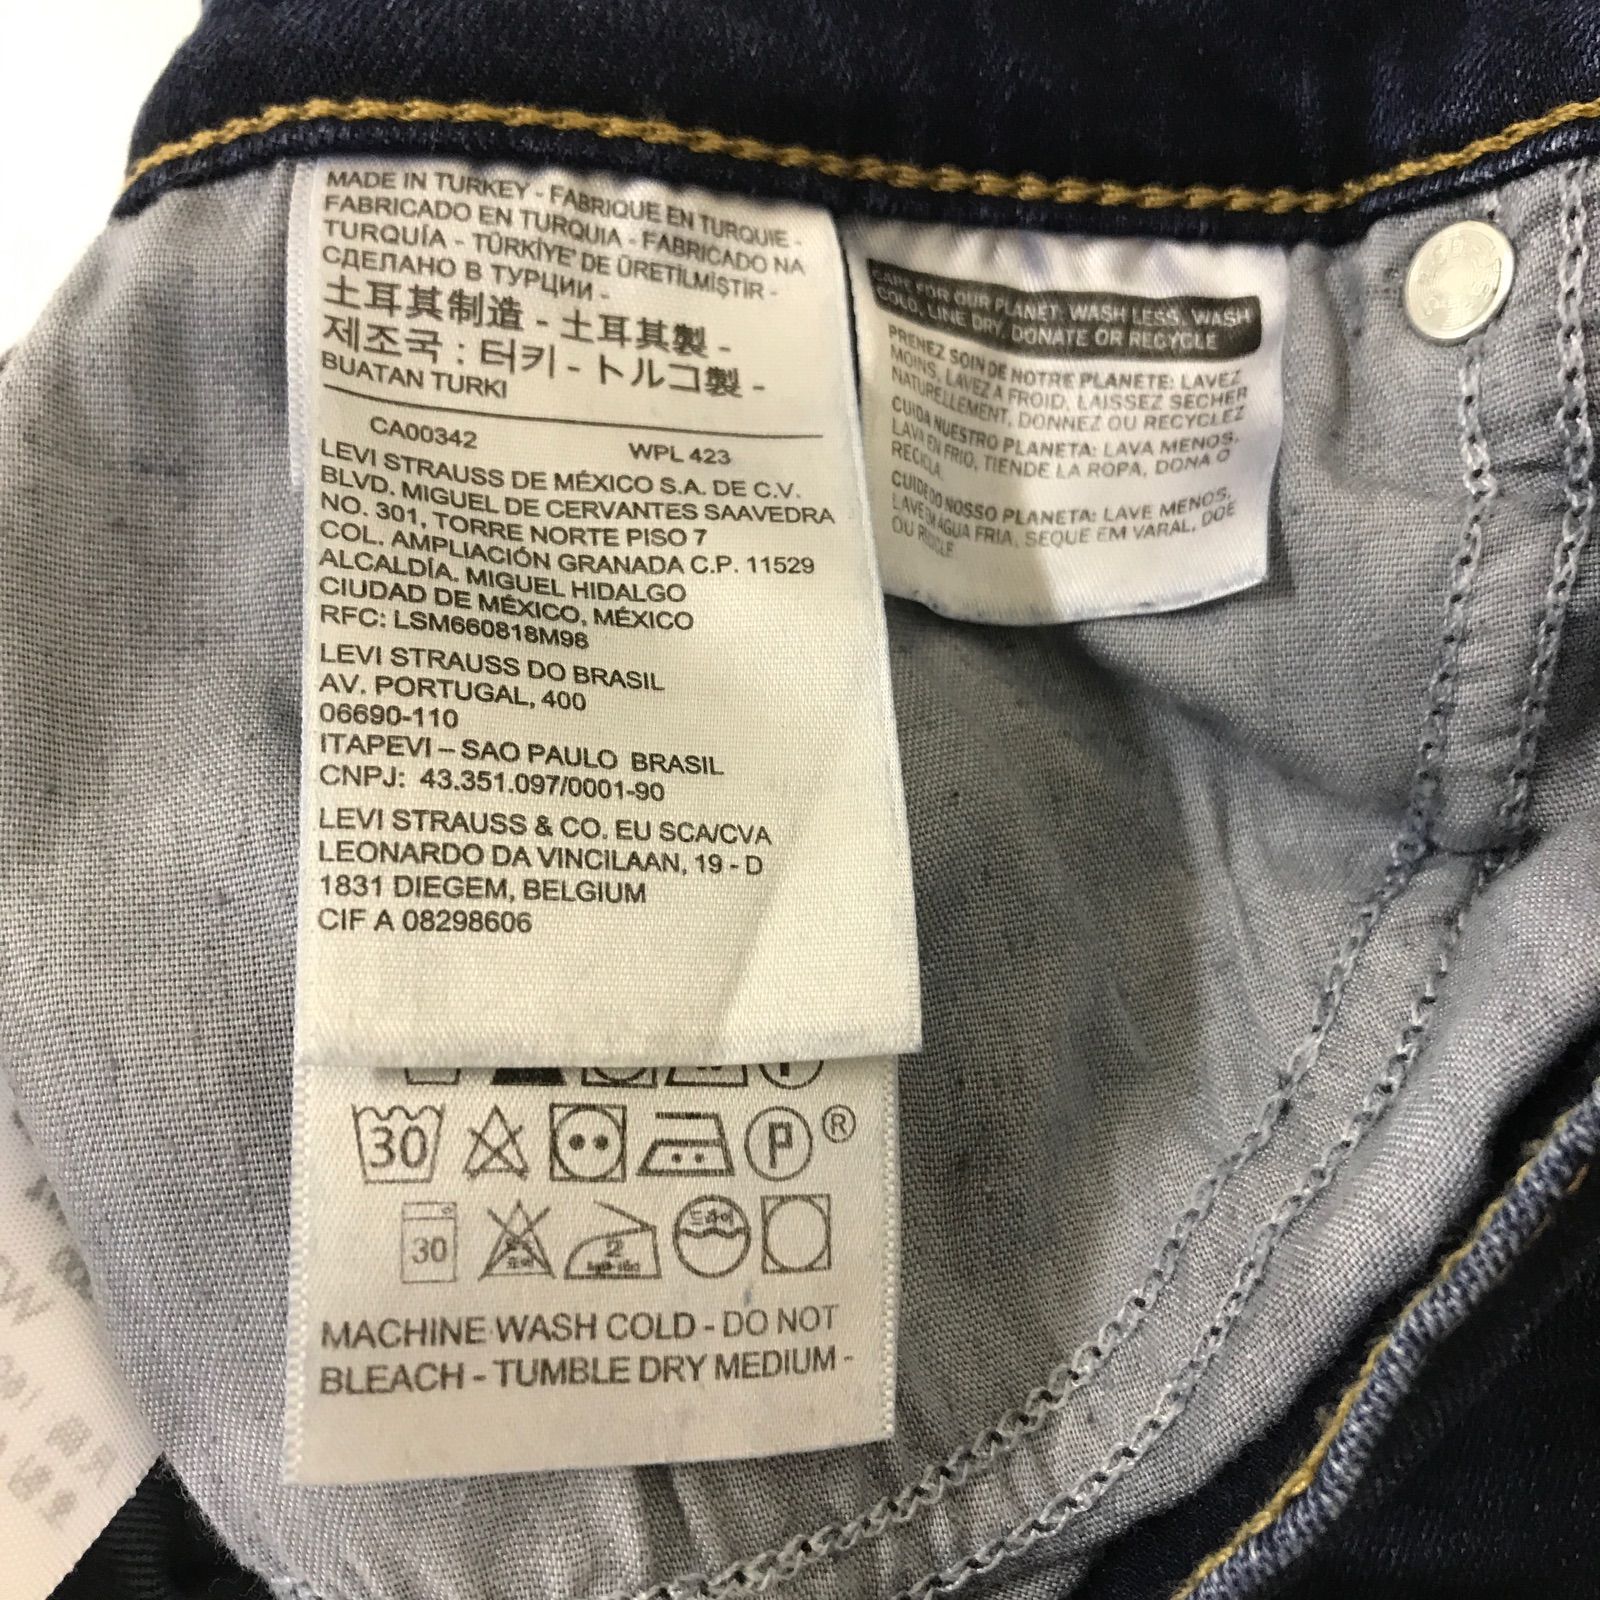 MADE IN TURKEY - FABRIQUE EN TURQUIE -
FABRICADO EN TURQUIA - FABRICADO NA
TURQUÍA - TÜRKİYE' DE ÜRETİLMİŞTİR -
СДЕЛАНО В ТУРЦИИ -
土耳其制造 - 土耳其製 -
제조국 : 터키 - トルコ製 -
BUATAN TURKI
CA00342 WPL 423
LEVI STRAUSS DE MÉXICO S.A. DE C.V.
BLVD. MIGUEL DE CERVANTES SAAVEDRA
NO. 301, TORRE NORTE PISO 7
COL. AMPLIACIÓN GRANADA C.P. 11529
ALCALDÍA. MIGUEL HIDALGO
CIUDAD DE MÉXICO, MÉXICO
RFC: LSM660818M98
LEVI STRAUSS DO BRASIL
AV. PORTUGAL, 400
06690-110
ITAPEVI – SAO PAULO BRASIL
CNPJ: 43.351.097/0001-90
LEVI STRAUSS & CO. EU SCA/CVA
LEONARDO DA VINCILAAN, 19 - D
1831 DIEGEM, BELGIUM
CIF A 08298606
30 P ®
30 2
MACHINE WASH COLD - DO NOT
BLEACH - TUMBLE DRY MEDIUM -
CARE FOR OUR PLANET: WASH LESS, WASH
COLD, LINE DRY, DONATE OR RECYCLE
PRENEZ SOIN DE NOTRE PLANETE: LAVEZ
MOINS, LAVEZ A FROID, LAISSEZ SECHER
NATURELLEMENT, DONNEZ OU RECYCLEZ
CUIDA NUESTRO PLANETA: LAVA MENOS,
LAVA EN FRIO, TIENDE LA ROPA, DONA O
RECICLA
CUIDE DO NOSSO PLANETA: LAVE MENOS,
LAVE EM AGUA FRIA, SEQUE EM VARAL, DOE
OU RECICLE